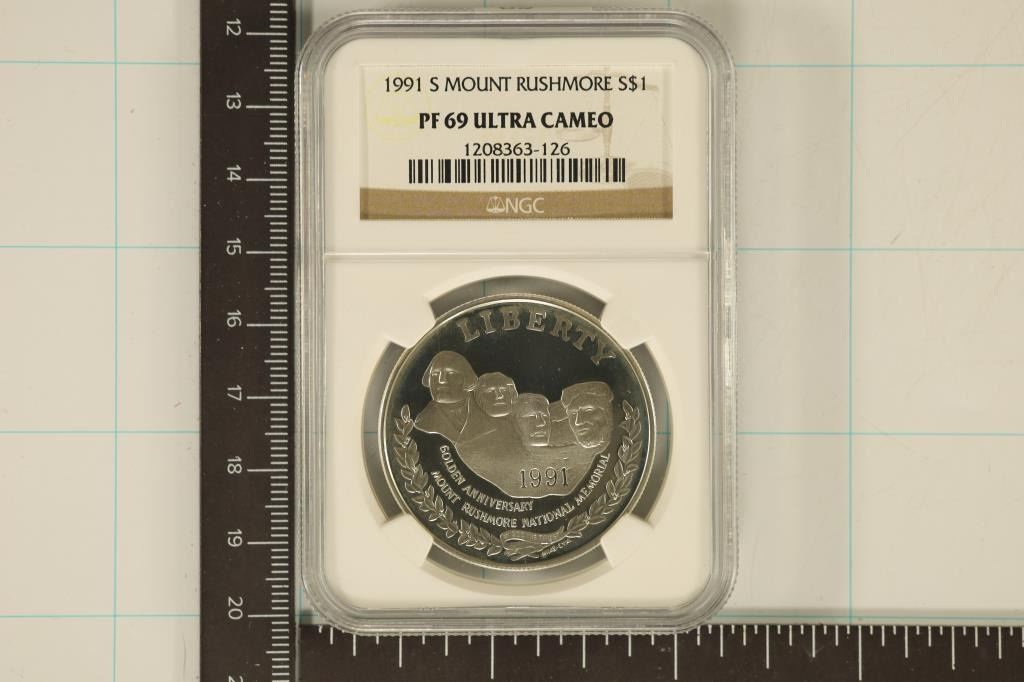 1991 S MOUNT RUSHMORE S$1
PF 69 ULTRA CAMEO
1208363-126
NGC
LIBERTY
1991
GOLDEN ANNIVERSARY
MOUNT RUSHMORE NATIONAL MEMORIAL
12
13
14
15
16
17
18
19
20
1